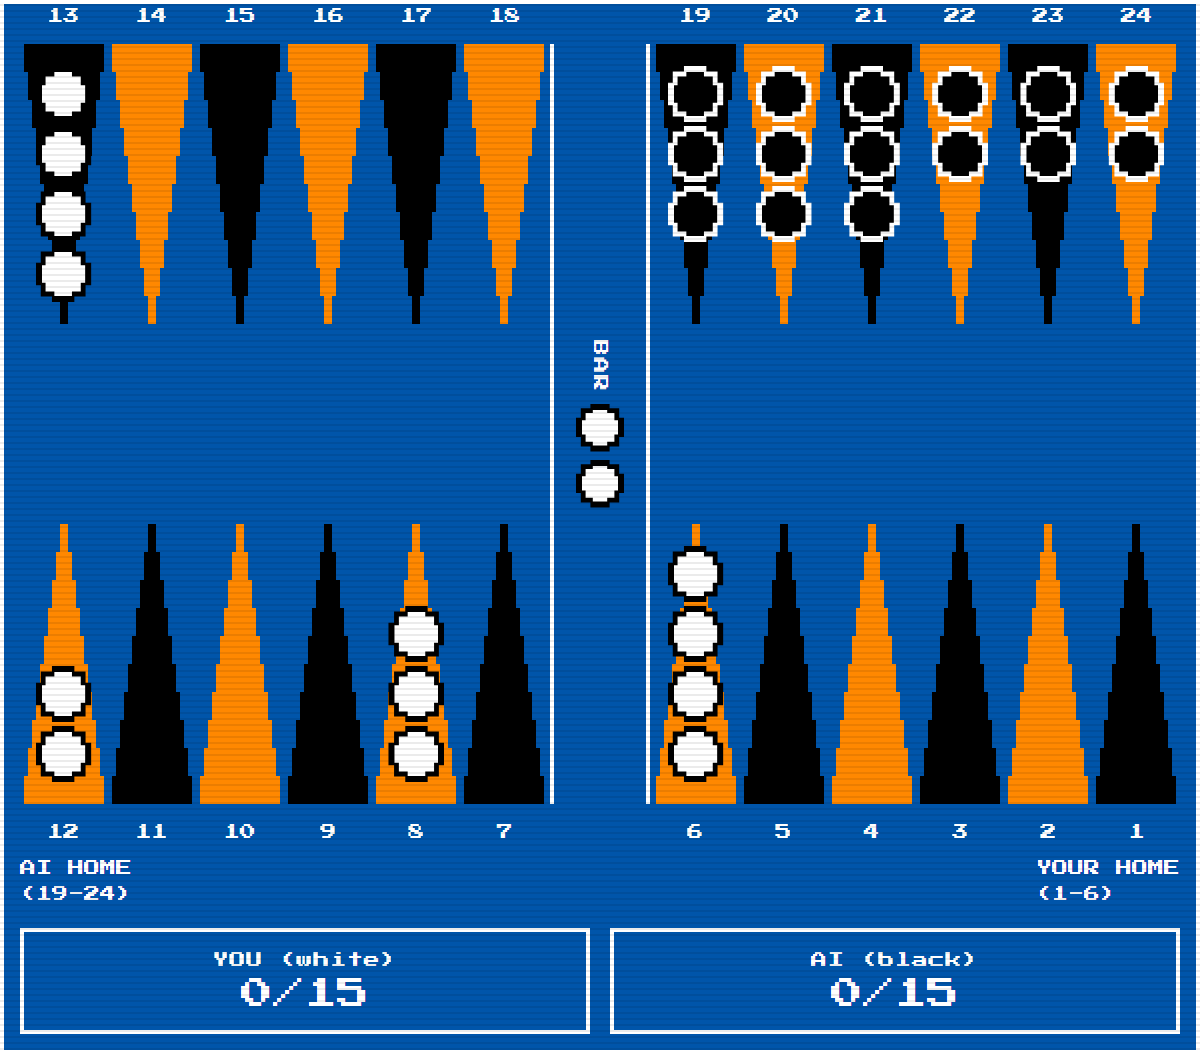 13 14 15 16 17 18 19 20 21 22 23 24
BAR
12 11 10 9 8 7 6 5 4 3 2 1
AI HOME
(19-24)
YOUR HOME
(1-6)
YOU (white)
0/15
AI (black)
0/15